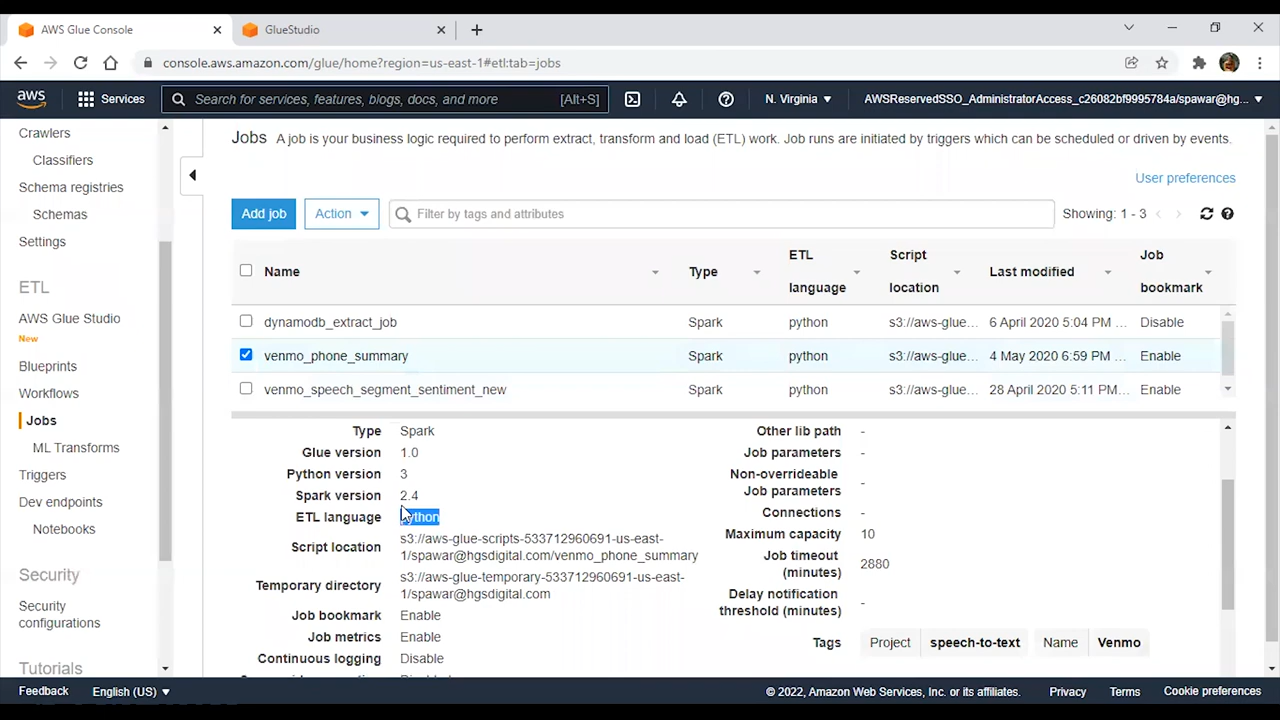 AWS Glue Console
GlueStudio
console.aws.amazon.com/glue/home?region=us-east-1#etl:tab=jobs
aws
Services
Search for services, features, blogs, docs, and more
[Alt+S]
N. Virginia
AWSReservedSSO_AdministratorAccess_c26082bf9995784a/spawar@hg...
Crawlers
Classifiers
Schema registries
Schemas
Settings
ETL
AWS Glue Studio
New
Blueprints
Workflows
Jobs
ML Transforms
Triggers
Dev endpoints
Notebooks
Security
Security
configurations
Tutorials
Jobs A job is your business logic required to perform extract, transform and load (ETL) work. Job runs are initiated by triggers which can be scheduled or driven by events.
User preferences
Add job
Action
Filter by tags and attributes
Showing: 1 - 3
Name Type ETL language Script location Last modified Job bookmark
dynamodb_extract_job Spark python s3://aws-glue... 6 April 2020 5:04 PM ... Disable
venmo_phone_summary Spark python s3://aws-glue... 4 May 2020 6:59 PM ... Enable
venmo_speech_segment_sentiment_new Spark python s3://aws-glue... 28 April 2020 5:11 PM... Enable
Type Spark
Glue version 1.0
Python version 3
Spark version 2.4
ETL language python
Script location s3://aws-glue-scripts-533712960691-us-east-
1/spawar@hgsdigital.com/venmo_phone_summary
Temporary directory s3://aws-glue-temporary-533712960691-us-east-
1/spawar@hgsdigital.com
Job bookmark Enable
Job metrics Enable
Continuous logging Disable
Other lib path -
Job parameters -
Non-overrideable
Job parameters -
Connections -
Maximum capacity 10
Job timeout
(minutes) 2880
Delay notification
threshold (minutes) -
Tags Project speech-to-text Name Venmo
Feedback
English (US)
© 2022, Amazon Web Services, Inc. or its affiliates.
Privacy
Terms
Cookie preferences